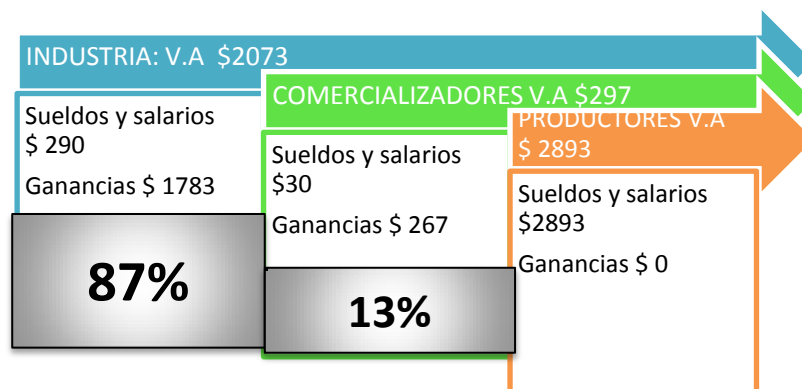 INDUSTRIA: V.A  $2073
Sueldos y salarios
$ 290
Ganancias $ 1783
87%
COMERCIALIZADORES V.A $297
Sueldos y salarios
$30
Ganancias $ 267
13%
PRODUCTORES V.A
$ 2893
Sueldos y salarios
$2893
Ganancias $ 0